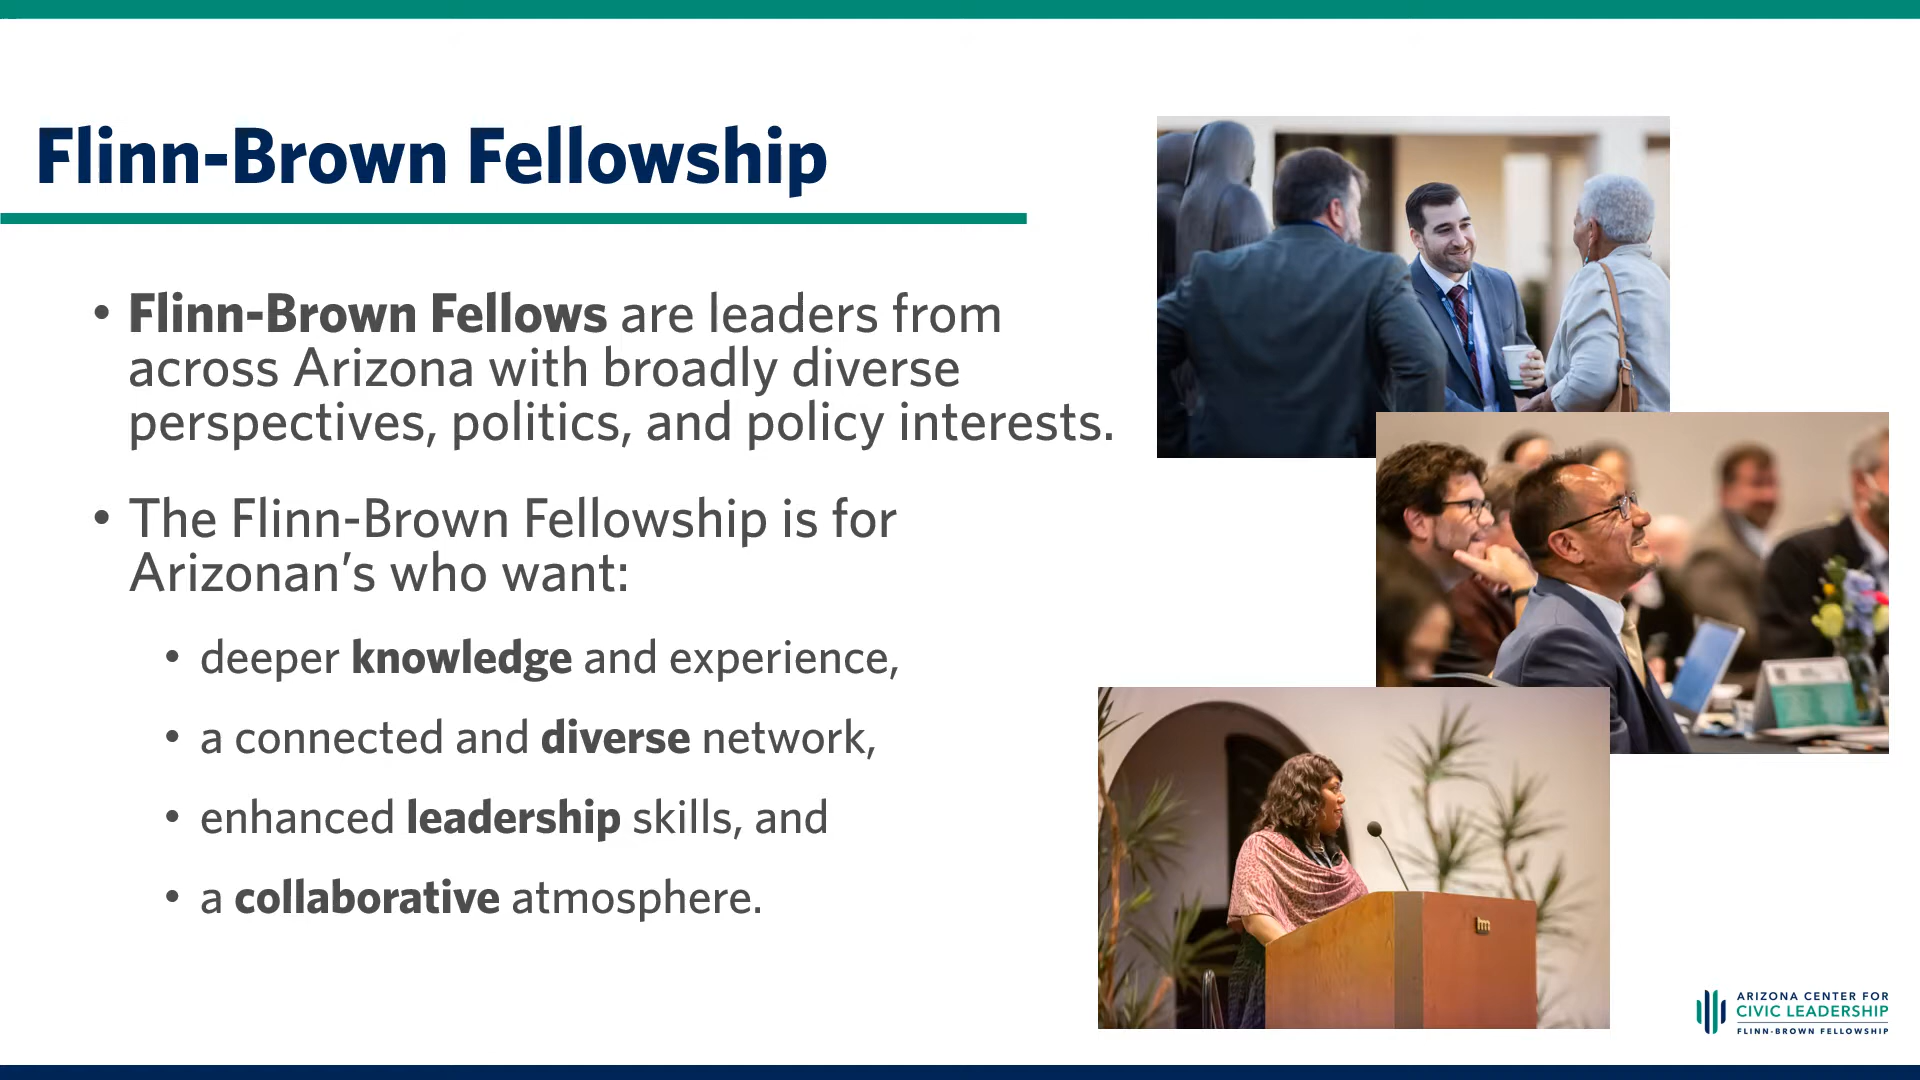 Flinn-Brown Fellowship
• Flinn-Brown Fellows are leaders from
across Arizona with broadly diverse
perspectives, politics, and policy interests.
• The Flinn-Brown Fellowship is for
Arizonan’s who want:
• deeper knowledge and experience,
• a connected and diverse network,
• enhanced leadership skills, and
• a collaborative atmosphere.
ARIZONA CENTER FOR
CIVIC LEADERSHIP
FLINN-BROWN FELLOWSHIP